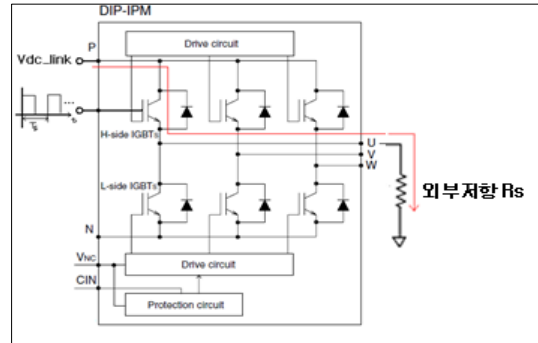 DIP-IPM
P
Drive circuit
Vdc_link
H-side IGBTs
U
V
W
L-side IGBTs
외부저항 Rs
N
VNC
Drive circuit
CIN
Protection circuit